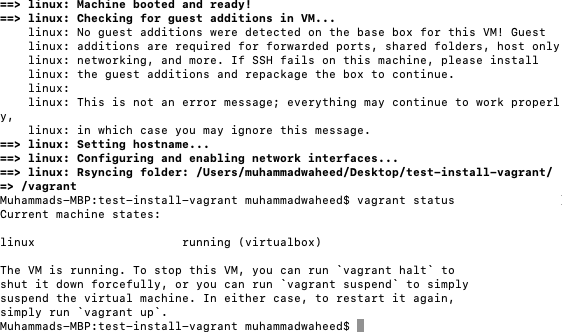 ==> linux: Machine booted and ready!
==> linux: Checking for guest additions in VM...
    linux: No guest additions were detected on the base box for this VM! Guest
    linux: additions are required for forwarded ports, shared folders, host only
    linux: networking, and more. If SSH fails on this machine, please install
    linux: the guest additions and repackage the box to continue.
    linux:
    linux: This is not an error message; everything may continue to work properl
y,
    linux: in which case you may ignore this message.
==> linux: Setting hostname...
==> linux: Configuring and enabling network interfaces...
==> linux: Rsyncing folder: /Users/muhammadwaheed/Desktop/test-install-vagrant/
=> /vagrant
Muhammads-MBP:test-install-vagrant muhammadwaheed$ vagrant status
Current machine states:

linux                     running (virtualbox)

The VM is running. To stop this VM, you can run `vagrant halt` to
shut it down forcefully, or you can run `vagrant suspend` to simply
suspend the virtual machine. In either case, to restart it again,
simply run `vagrant up`.
Muhammads-MBP:test-install-vagrant muhammadwaheed$